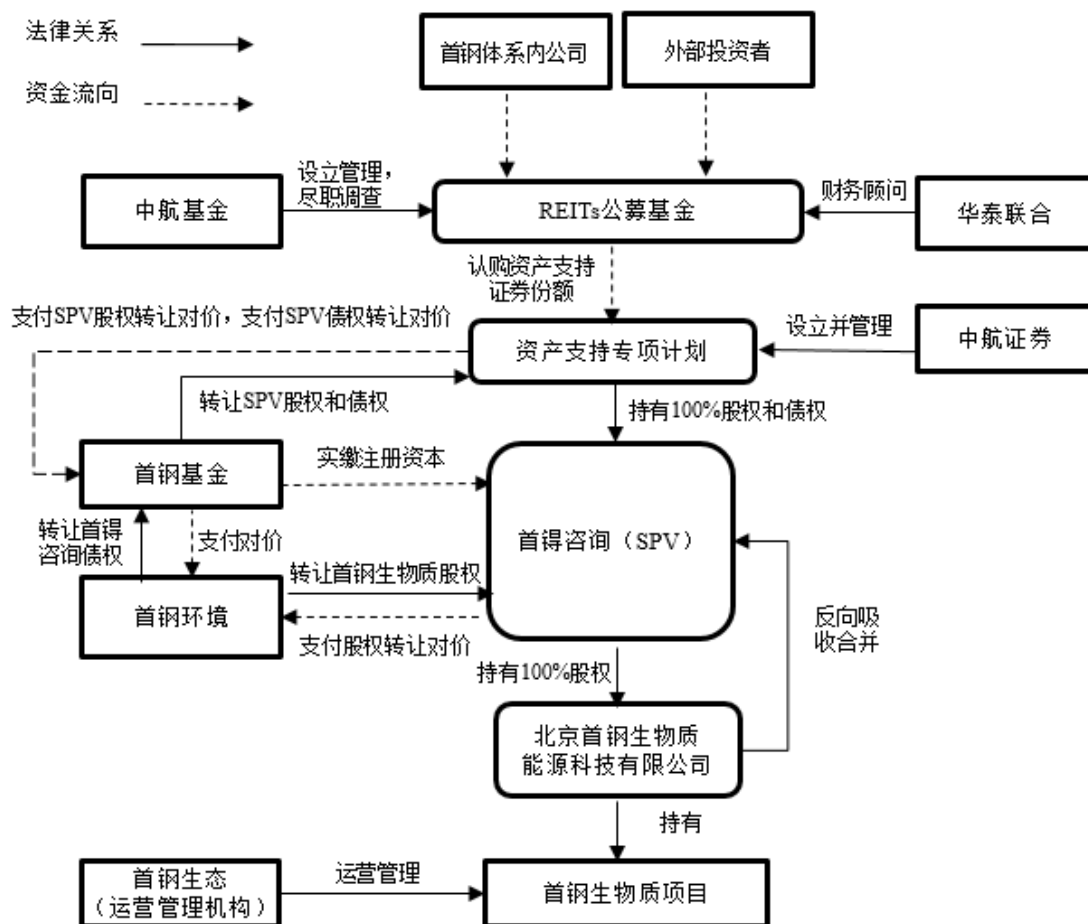 法律关系
资金流向
首钢体系内公司
外部投资者
中航基金
设立管理，
尽职调查
REITs公募基金
财务顾问
华泰联合
认购资产支持
证券份额
支付SPV股权转让对价，支付SPV债权转让对价
资产支持专项计划
设立并管理
中航证券
转让SPV股权和债权
持有100%股权和债权
首钢基金
实缴注册资本
转让首得
咨询债权
支付对价
首得咨询（SPV）
首钢环境
转让首钢生物质股权
支付股权转让对价
反向吸
收合并
持有100%股权
北京首钢生物质
能源科技有限公司
持有
首钢生态
（运营管理机构）
运营管理
首钢生物质项目